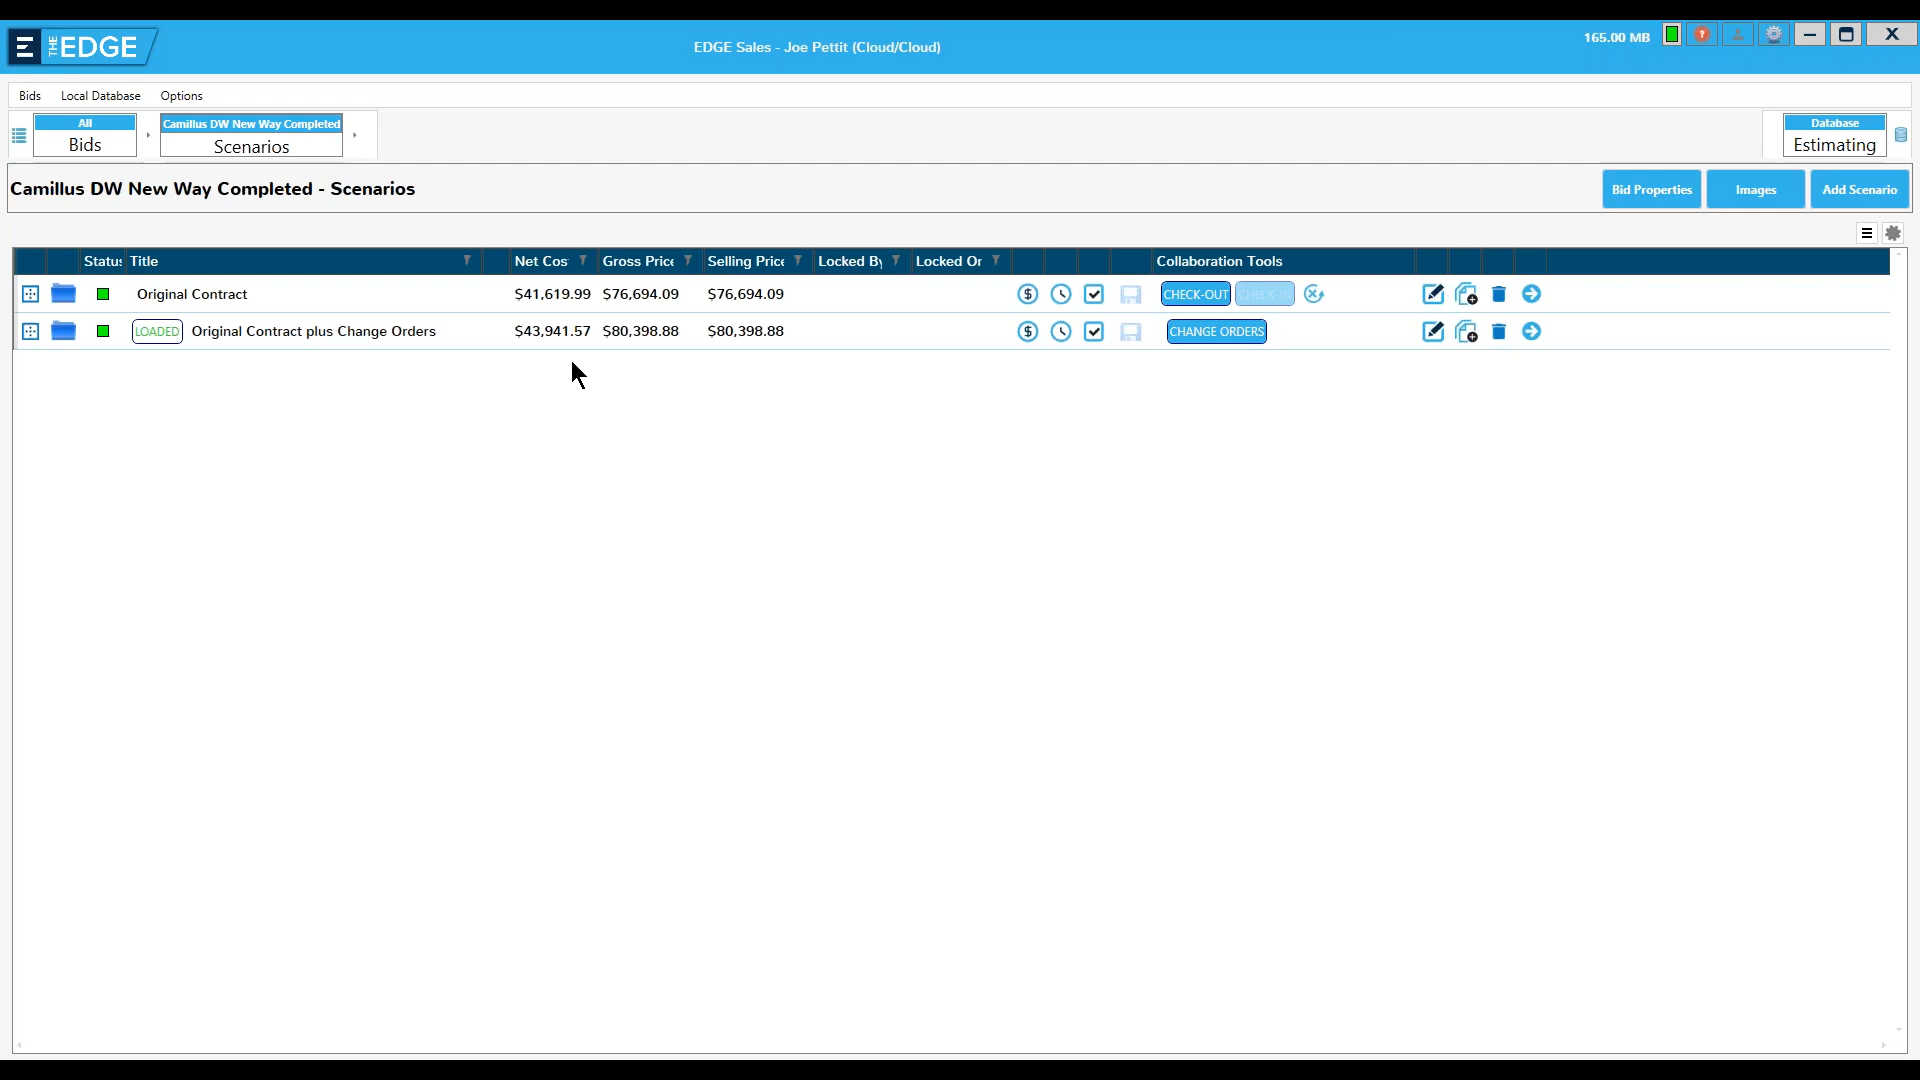 THE EDGE
EDGE Sales - Joe Pettit (Cloud/Cloud)
165.00 MB
Bids Local Database Options
All
Bids
Camillus DW New Way Completed
Scenarios
Database
Estimating
Camillus DW New Way Completed - Scenarios
Bid Properties Images Add Scenario
Status Title Net Cos Gross Price Selling Price Locked By Locked Or Collaboration Tools
Original Contract $41,619.99 $76,694.09 $76,694.09 CHECK-OUT CHECK-IN
LOADED Original Contract plus Change Orders $43,941.57 $80,398.88 $80,398.88 CHANGE ORDERS